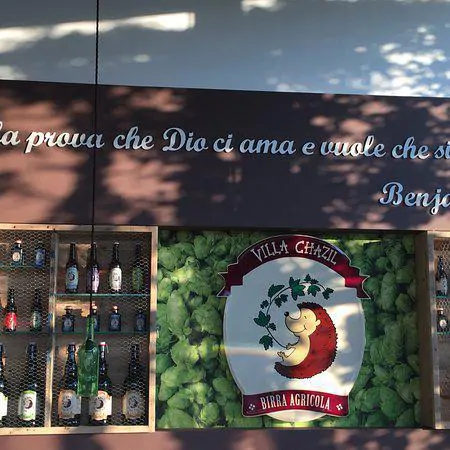 la prova che Dio ci ama e vuole che si
Benja
VILLA CHAZIL
BIRRA AGRICOLA